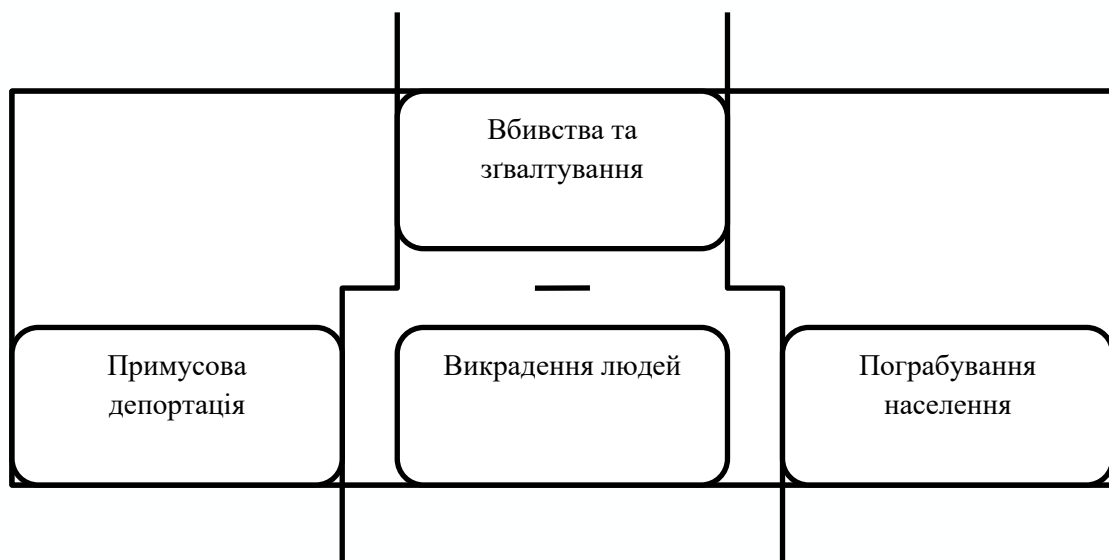 Вбивства та
зґвалтування
Примусова
депортація
Викрадення людей
Пограбування
населення